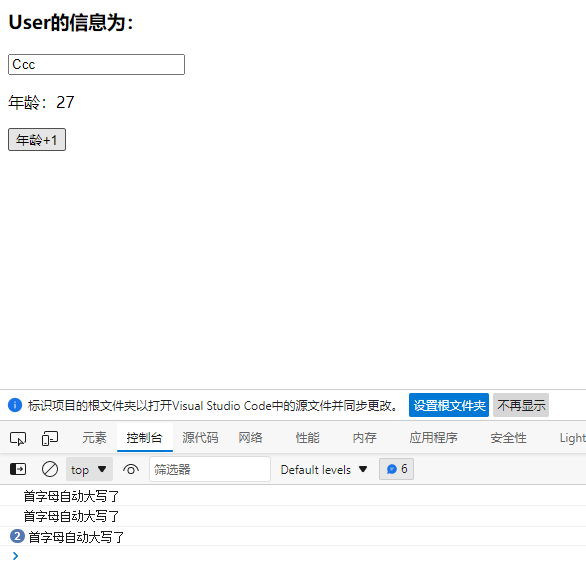 User的信息为：
Ccc
年龄：27
年龄+1
标识项目的根文件夹以打开Visual Studio Code中的源文件并同步更改。 设置根文件夹 不再显示
元素 控制台 源代码 网络 性能 内存 应用程序 安全性 Light
top ▼ 筛选器 Default levels ▼ 6
首字母自动大写了
首字母自动大写了
2 首字母自动大写了